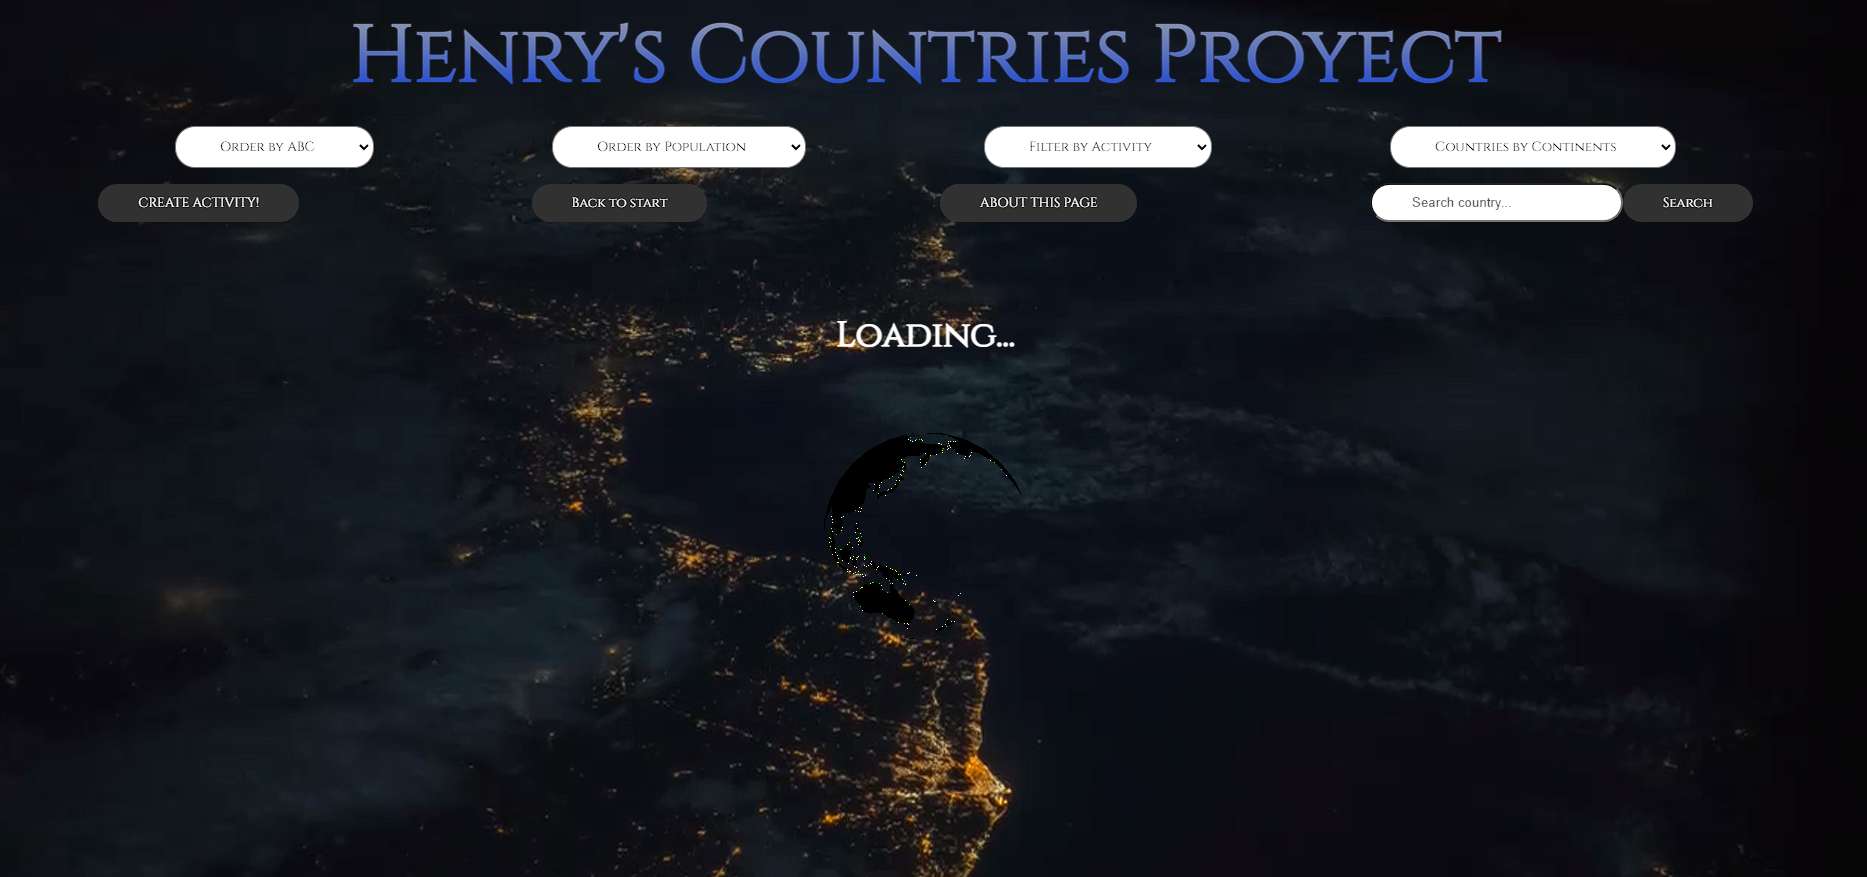 Henry's Countries Proyect
Order by ABC
Order by Population
Filter by Activity
Countries by Continents
CREATE ACTIVITY!
Back to start
ABOUT THIS PAGE
Search country...
Search
Loading...